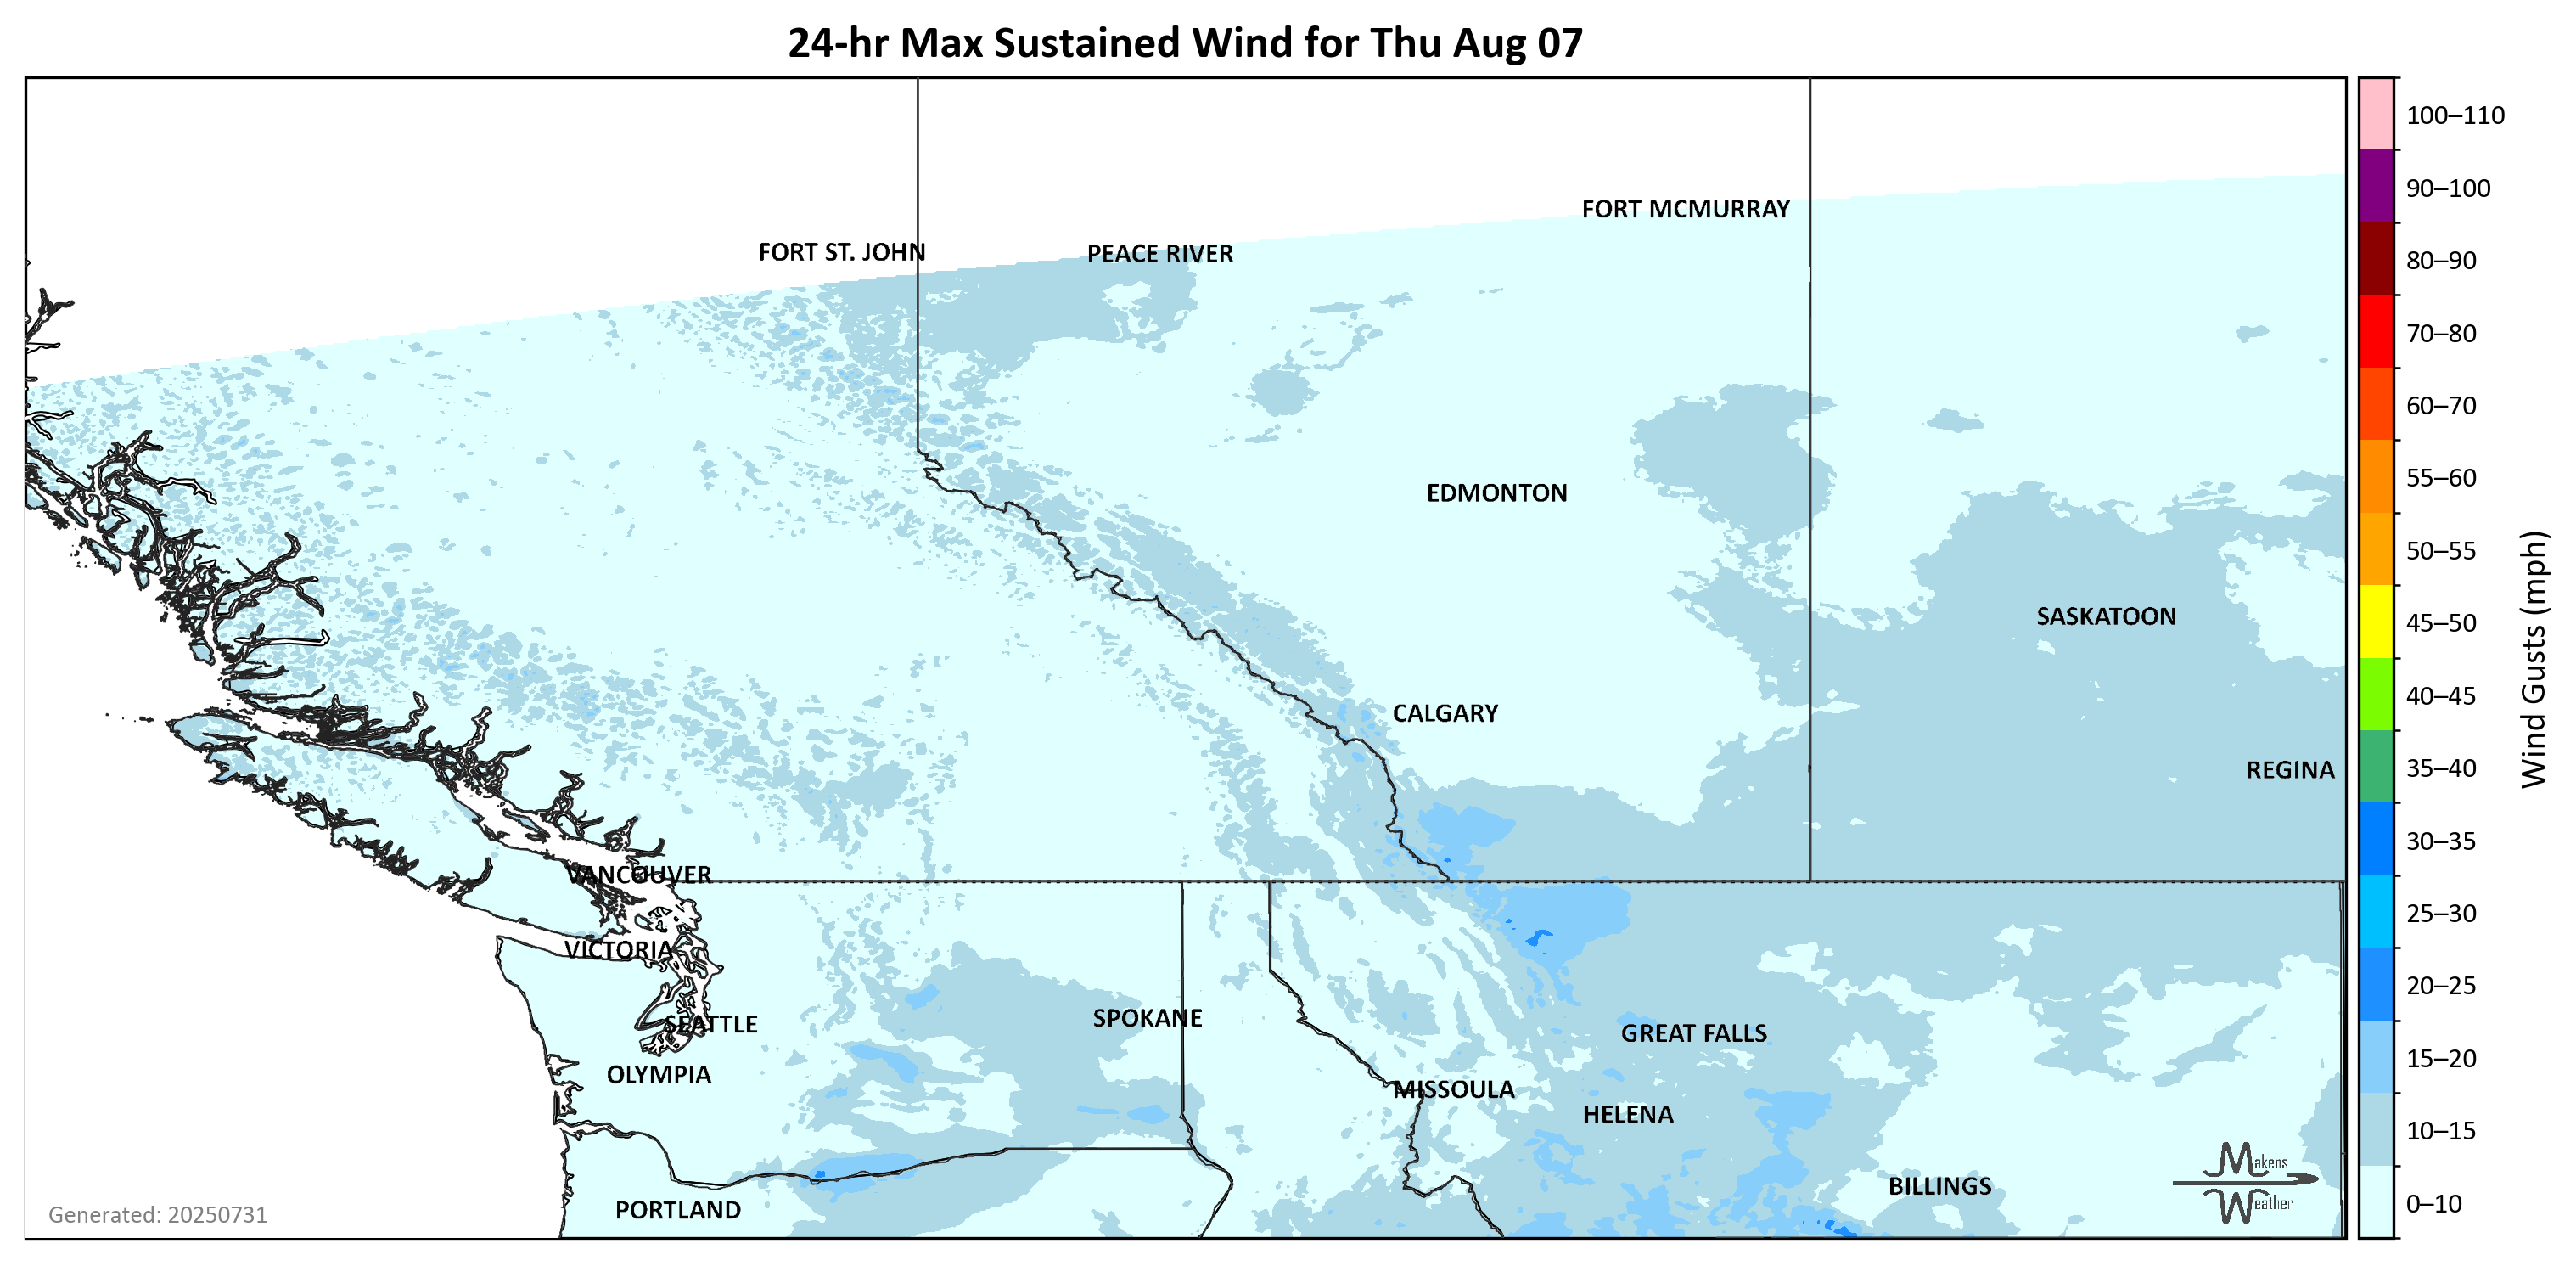 24-hr Max Sustained Wind for Thu Aug 07
FORT MCMURRAY
FORT ST. JOHN
PEACE RIVER
EDMONTON
SASKATOON
CALGARY
REGINA
VANCOUVER
VICTORIA
SEATTLE
SPOKANE
GREAT FALLS
OLYMPIA
MISSOULA
HELENA
BILLINGS
PORTLAND
Makens
Weather
Generated: 20250731
100–110
90–100
80–90
70–80
60–70
55–60
50–55
45–50
40–45
35–40
30–35
25–30
20–25
15–20
10–15
0–10
Wind Gusts (mph)